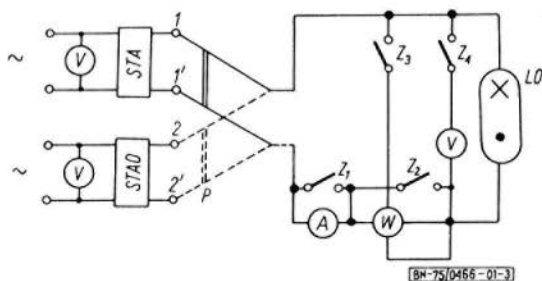 ~
V
STA
1
1'
~
V
STAO
2
2'
P
Z₃
Z₄
LO
V
Z₁
Z₂
A
W
BN-75/0466-01-3